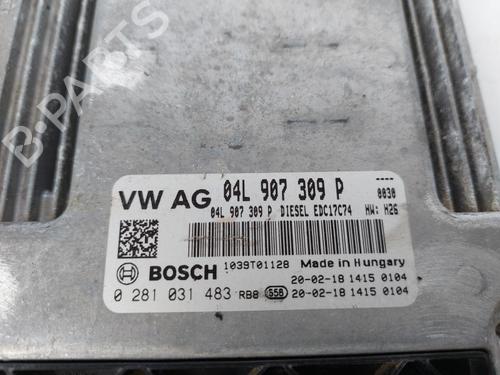 VW AG 04L 907 309 P ---- 0030
04L 907 309 P DIESEL EDC17C74 HW: H26
BOSCH 1039T01128 Made in Hungary
20-02-18 1415 0104
0 281 031 483 RB8 S5B 20-02-18 1415 0104
B-PARTS